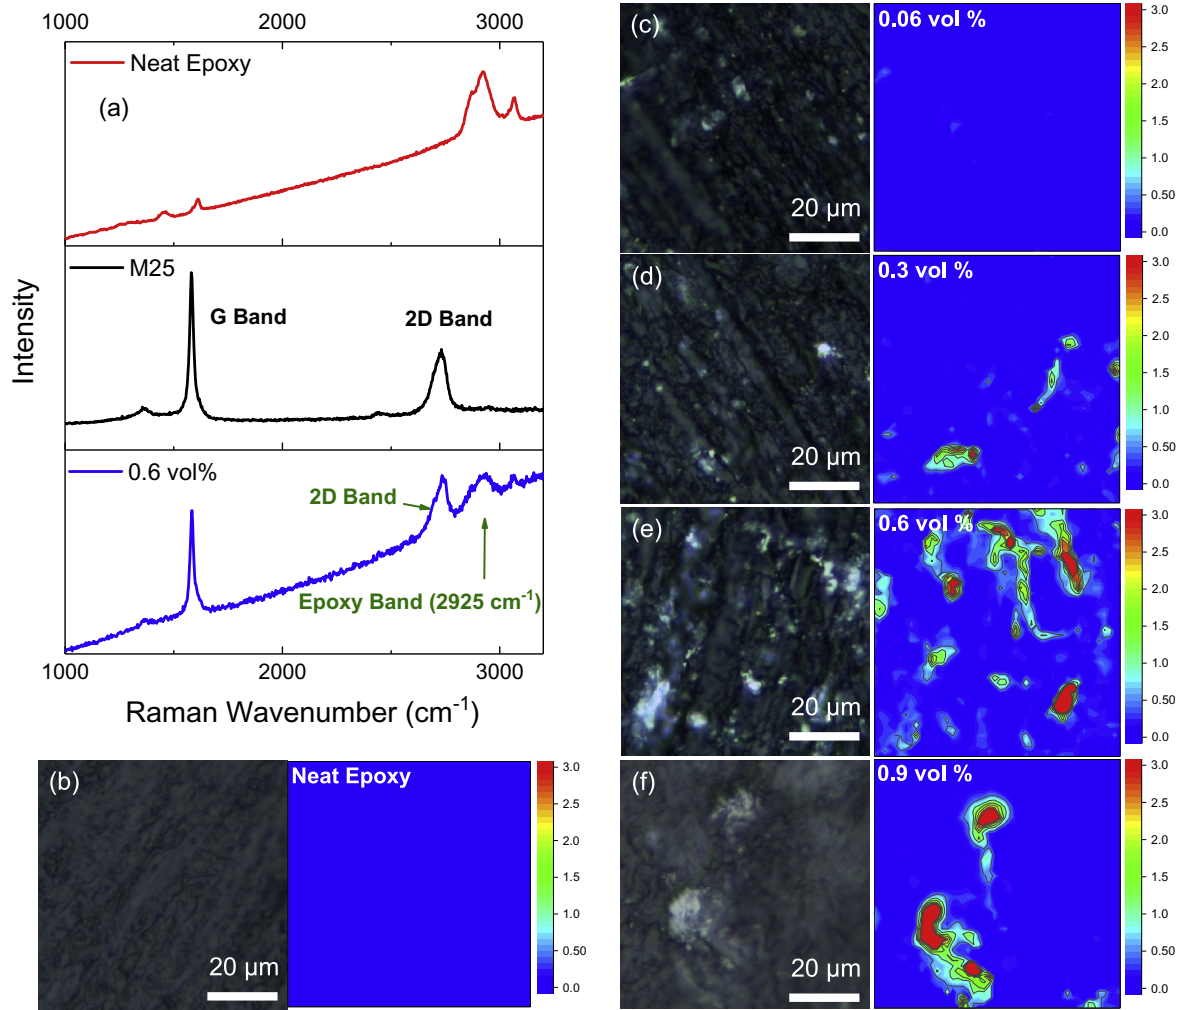 1000 2000 3000
Neat Epoxy
(a)
M25
G Band
2D Band
0.6 vol%
2D Band
Epoxy Band (2925 cm⁻¹)
Intensity
1000 2000 3000
Raman Wavenumber (cm⁻¹)
(b)
20 µm
Neat Epoxy
3.0
2.5
2.0
1.5
1.0
0.50
0.0
(c)
20 µm
0.06 vol %
3.0
2.5
2.0
1.5
1.0
0.50
0.0
(d)
20 µm
0.3 vol %
3.0
2.5
2.0
1.5
1.0
0.50
0.0
(e)
20 µm
0.6 vol %
3.0
2.5
2.0
1.5
1.0
0.50
0.0
(f)
20 µm
0.9 vol %
3.0
2.5
2.0
1.5
1.0
0.50
0.0